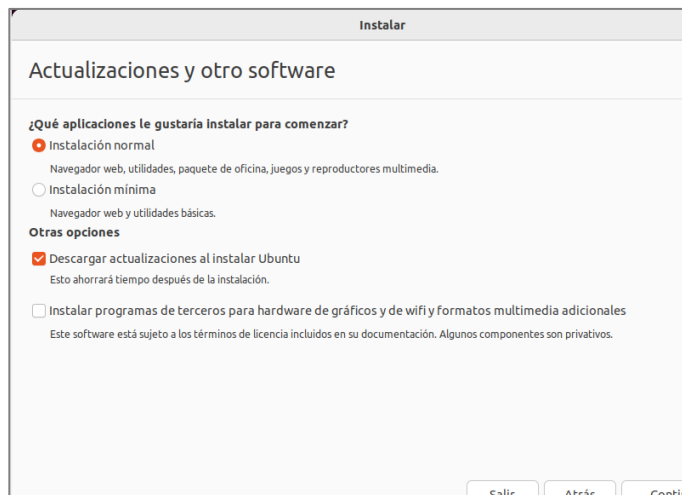 Instalar
Actualizaciones y otro software
¿Qué aplicaciones le gustaría instalar para comenzar?
Instalación normal
Navegador web, utilidades, paquete de oficina, juegos y reproductores multimedia.
Instalación mínima
Navegador web y utilidades básicas.
Otras opciones
Descargar actualizaciones al instalar Ubuntu
Esto ahorrará tiempo después de la instalación.
Instalar programas de terceros para hardware de gráficos y de wifi y formatos multimedia adicionales
Este software está sujeto a los términos de licencia incluidos en su documentación. Algunos componentes son privativos.
Salir Atrás